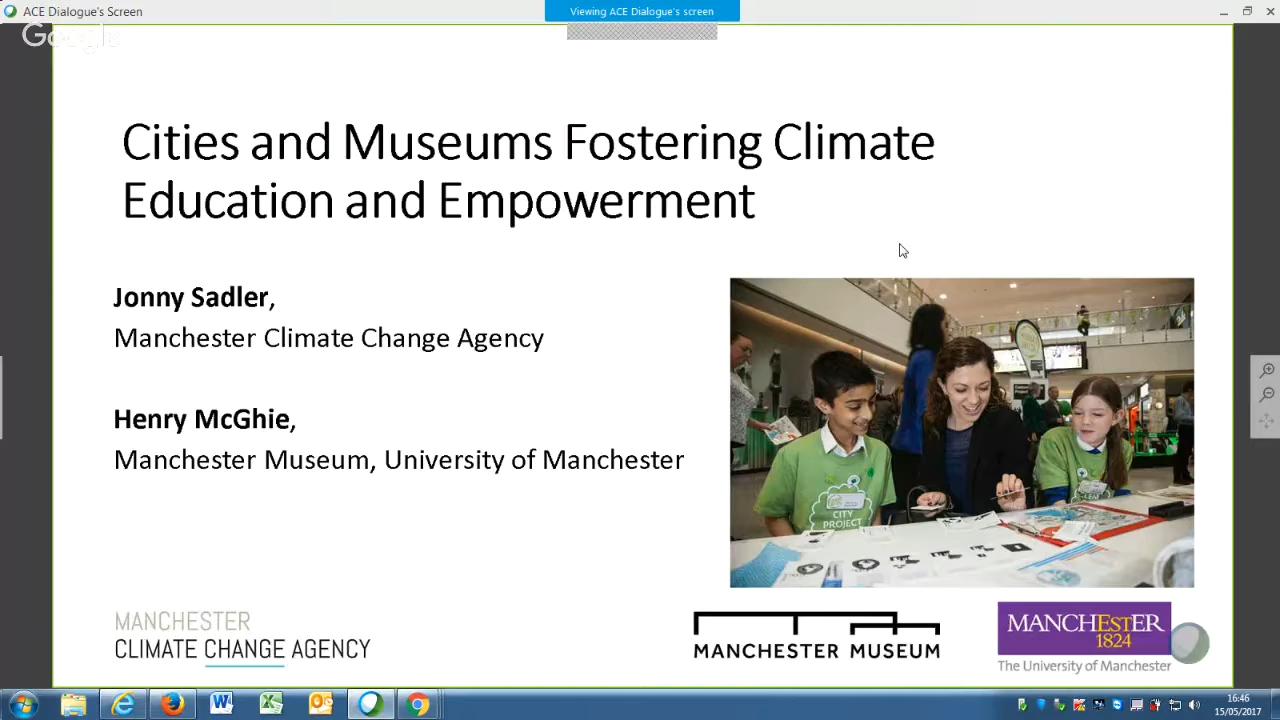 ACE Dialogue's Screen
Viewing ACE Dialogue's screen
Google
Cities and Museums Fostering Climate
Education and Empowerment
Jonny Sadler,
Manchester Climate Change Agency
Henry McGhie,
Manchester Museum, University of Manchester
CITY
PROJECT
MANCHESTER
CLIMATE CHANGE AGENCY
MANCHESTER MUSEUM
MANCHESTER
1824
The University of Manchester
16:46
15/05/2017